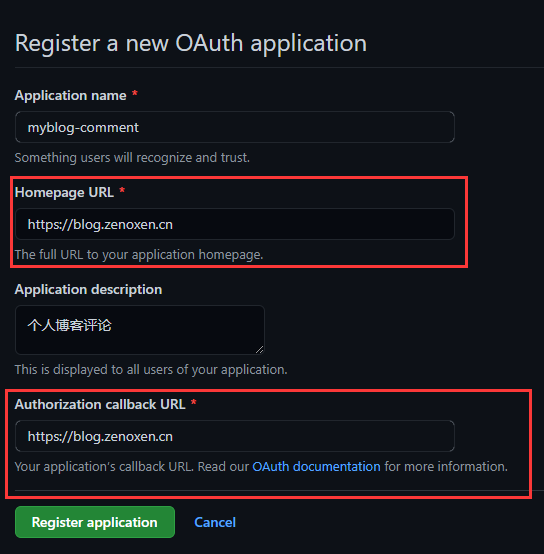 Register a new OAuth application
Application name *
myblog-comment
Something users will recognize and trust.
Homepage URL *
https://blog.zenoxen.cn
The full URL to your application homepage.
Application description
个人博客评论
This is displayed to all users of your application.
Authorization callback URL *
https://blog.zenoxen.cn
Your application's callback URL. Read our OAuth documentation for more information.
Register application Cancel